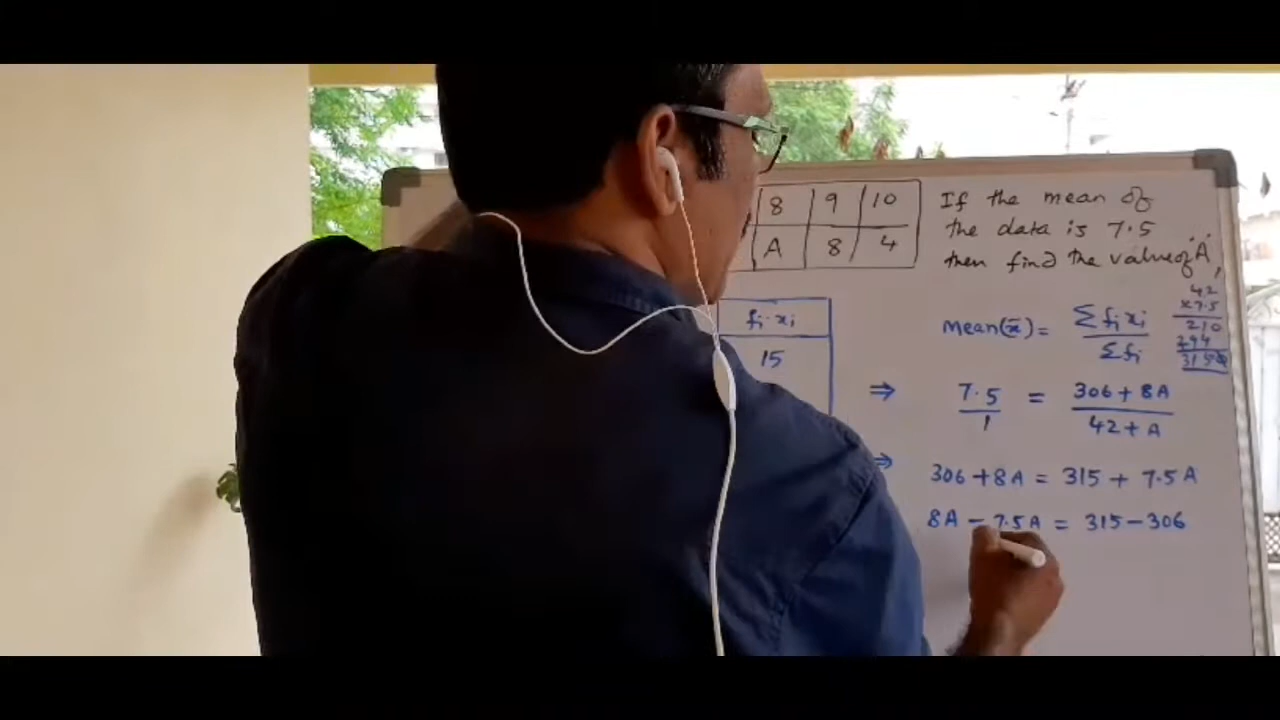 8 9 10
A 8 4
If the mean of
the data is 7.5
then find the value of "A",
42
×7.5
210
294
315
fi·xi
15
Mean(x̄) = Σfixi / Σfi
⇒ 7.5/1 = 306+8A / 42+A
⇒ 306+8A = 315 + 7.5A
8A - 7.5A = 315-306